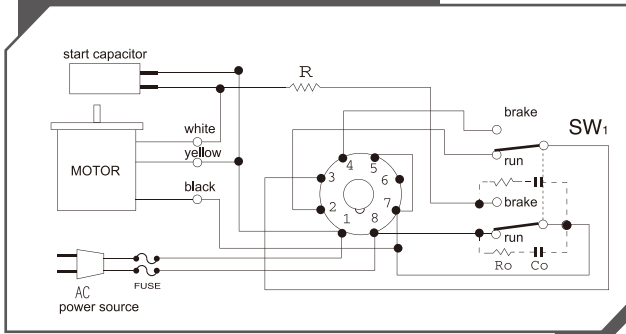 start capacitor
R
brake
SW1
white
yellow
run
MOTOR
black
4 5
3 6
2 7
1 8
brake
run
Ro Co
AC
power source
FUSE